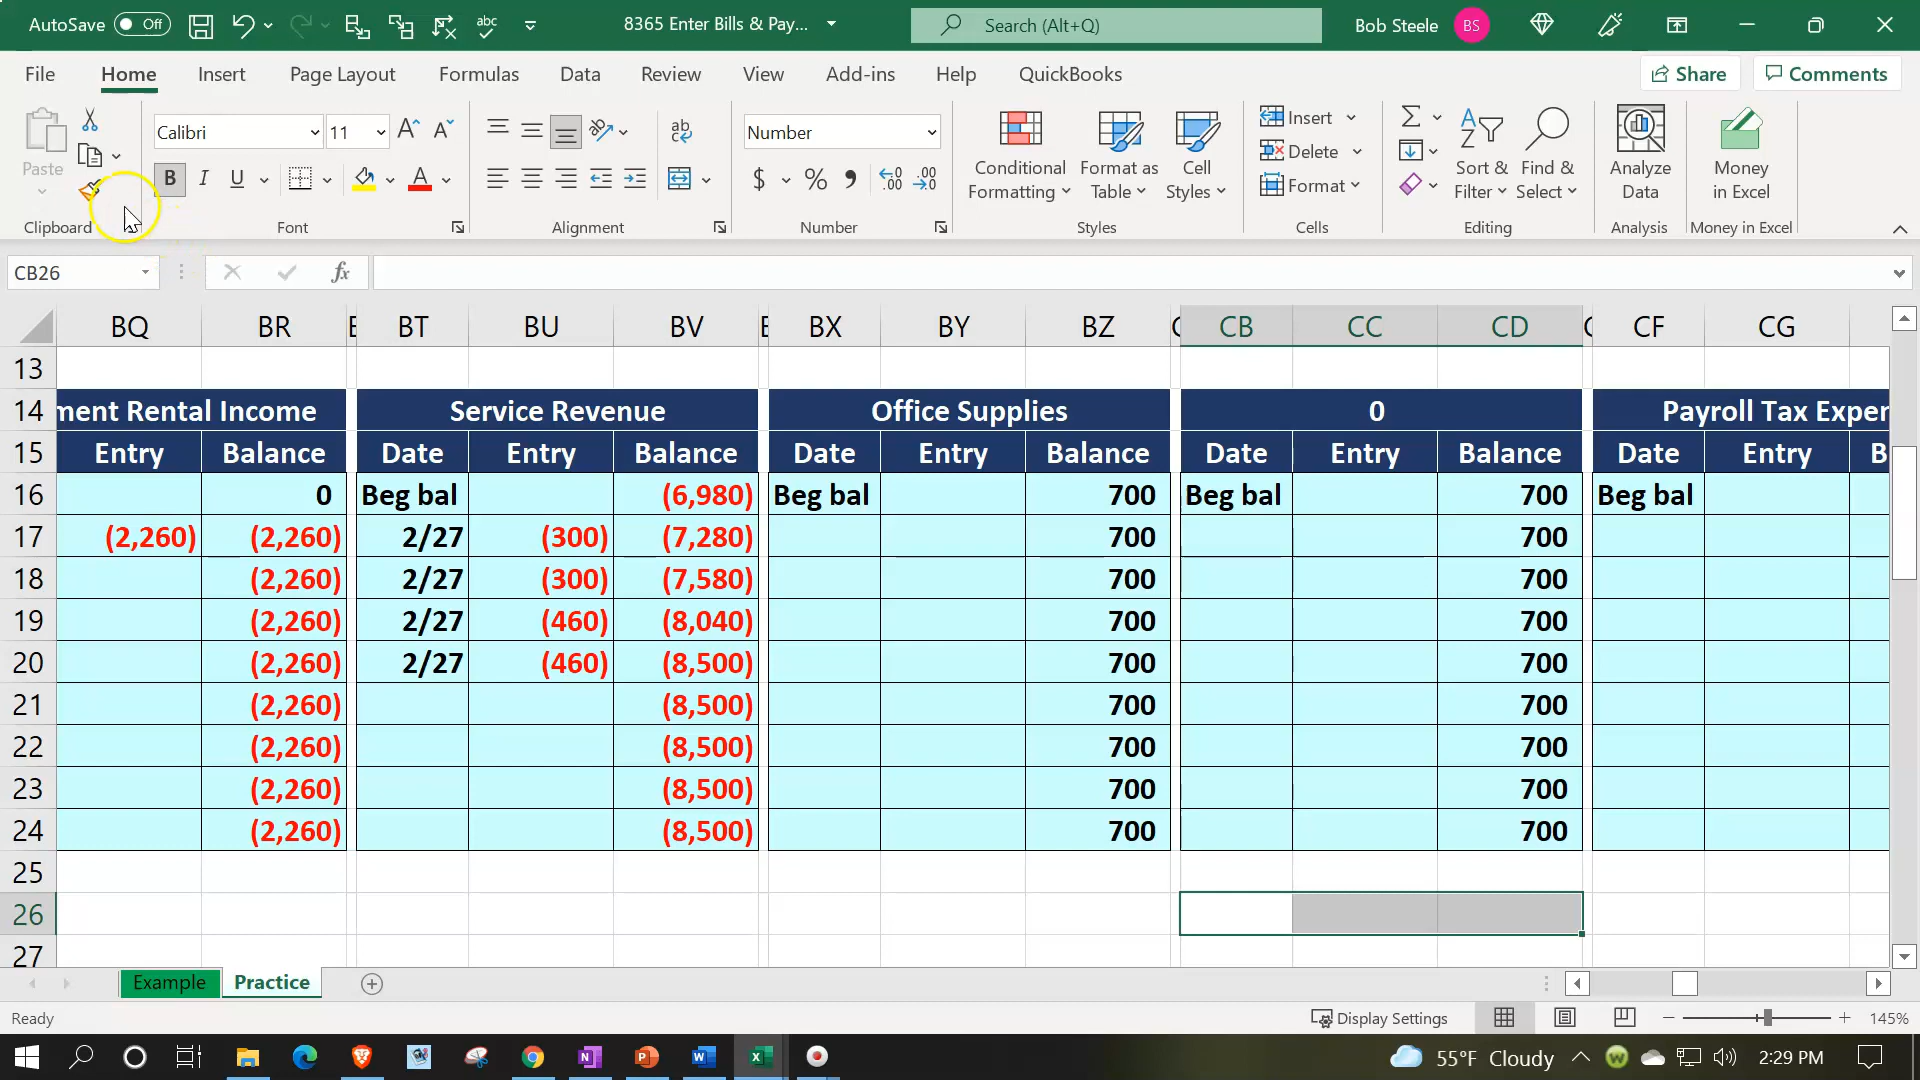 AutoSave Off abc 8365 Enter Bills & Pay... Search (Alt+Q) Bob Steele BS
File Home Insert Page Layout Formulas Data Review View Add-ins Help QuickBooks Share Comments
Paste Calibri 11 A A ab c Number Conditional Formatting Format as Table Cell Styles Insert Delete Format Sort & Filter Find & Select Analyze Data Money in Excel
B I U A $ % 9 .00 .00
Clipboard Font Alignment Number Styles Cells Editing Analysis Money in Excel
CB26 fx
BQ BR BT BU BV BX BY BZ CB CC CD CF CG
13
14 ment Rental Income Service Revenue Office Supplies 0 Payroll Tax Exper
15 Entry Balance Date Entry Balance Date Entry Balance Date Entry Balance Date Entry B
16 0 Beg bal (6,980) Beg bal 700 Beg bal 700 Beg bal
17 (2,260) (2,260) 2/27 (300) (7,280) 700 700
18 (2,260) 2/27 (300) (7,580) 700 700
19 (2,260) 2/27 (460) (8,040) 700 700
20 (2,260) 2/27 (460) (8,500) 700 700
21 (2,260) (8,500) 700 700
22 (2,260) (8,500) 700 700
23 (2,260) (8,500) 700 700
24 (2,260) (8,500) 700 700
25
26
27
Example Practice
Ready Display Settings 145%
55°F Cloudy 2:29 PM